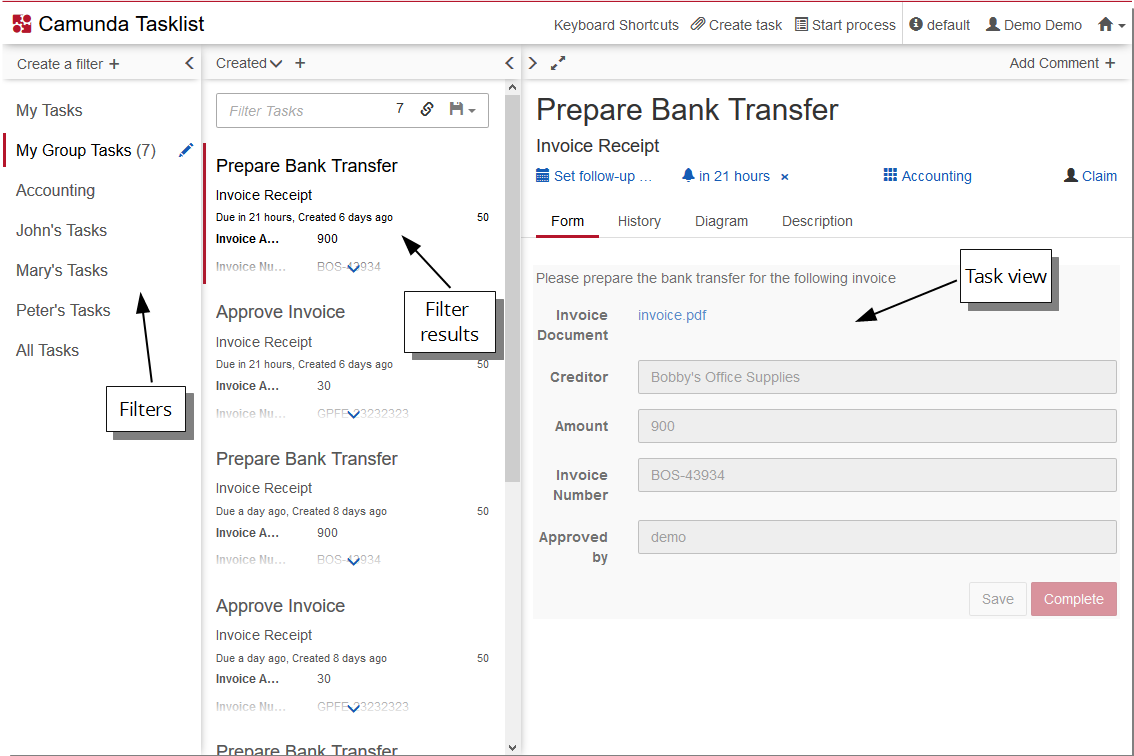 Camunda Tasklist
Keyboard Shortcuts Create task Start process default Demo Demo
Create a filter +
My Tasks
My Group Tasks (7)
Accounting
John's Tasks
Mary's Tasks
Peter's Tasks
All Tasks
Filters
Created +
Filter Tasks 7
Prepare Bank Transfer
Invoice Receipt
Due in 21 hours, Created 6 days ago 50
Invoice A... 900
Invoice Nu... BOS-43934
Approve Invoice
Invoice Receipt
Due in 21 hours, Created 6 days ago 50
Invoice A... 30
Invoice Nu... GPFE-23232323
Prepare Bank Transfer
Invoice Receipt
Due a day ago, Created 8 days ago 50
Invoice A... 900
Invoice Nu... BOS-43934
Approve Invoice
Invoice Receipt
Due a day ago, Created 8 days ago 50
Invoice A... 30
Invoice Nu... GPFE-23232323
Prepare Bank Transfer
Filter
results
Add Comment +
Prepare Bank Transfer
Invoice Receipt
Set follow-up ... in 21 hours × Accounting Claim
Form History Diagram Description
Task view
Please prepare the bank transfer for the following invoice
Invoice invoice.pdf
Document
Creditor Bobby's Office Supplies
Amount 900
Invoice BOS-43934
Number
Approved demo
by
Save Complete